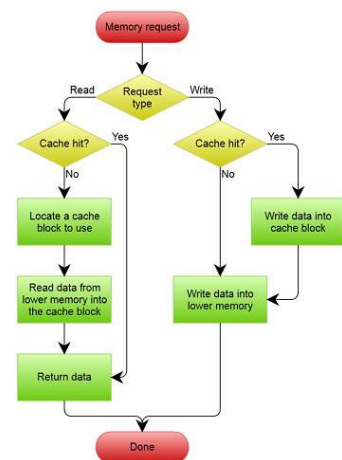 Memory request
Request
type
Read
Write
Cache hit?
Yes
No
Cache hit?
Yes
No
Locate a cache
block to use
Write data into
cache block
Read data from
lower memory into
the cache block
Write data into
lower memory
Return data
Done